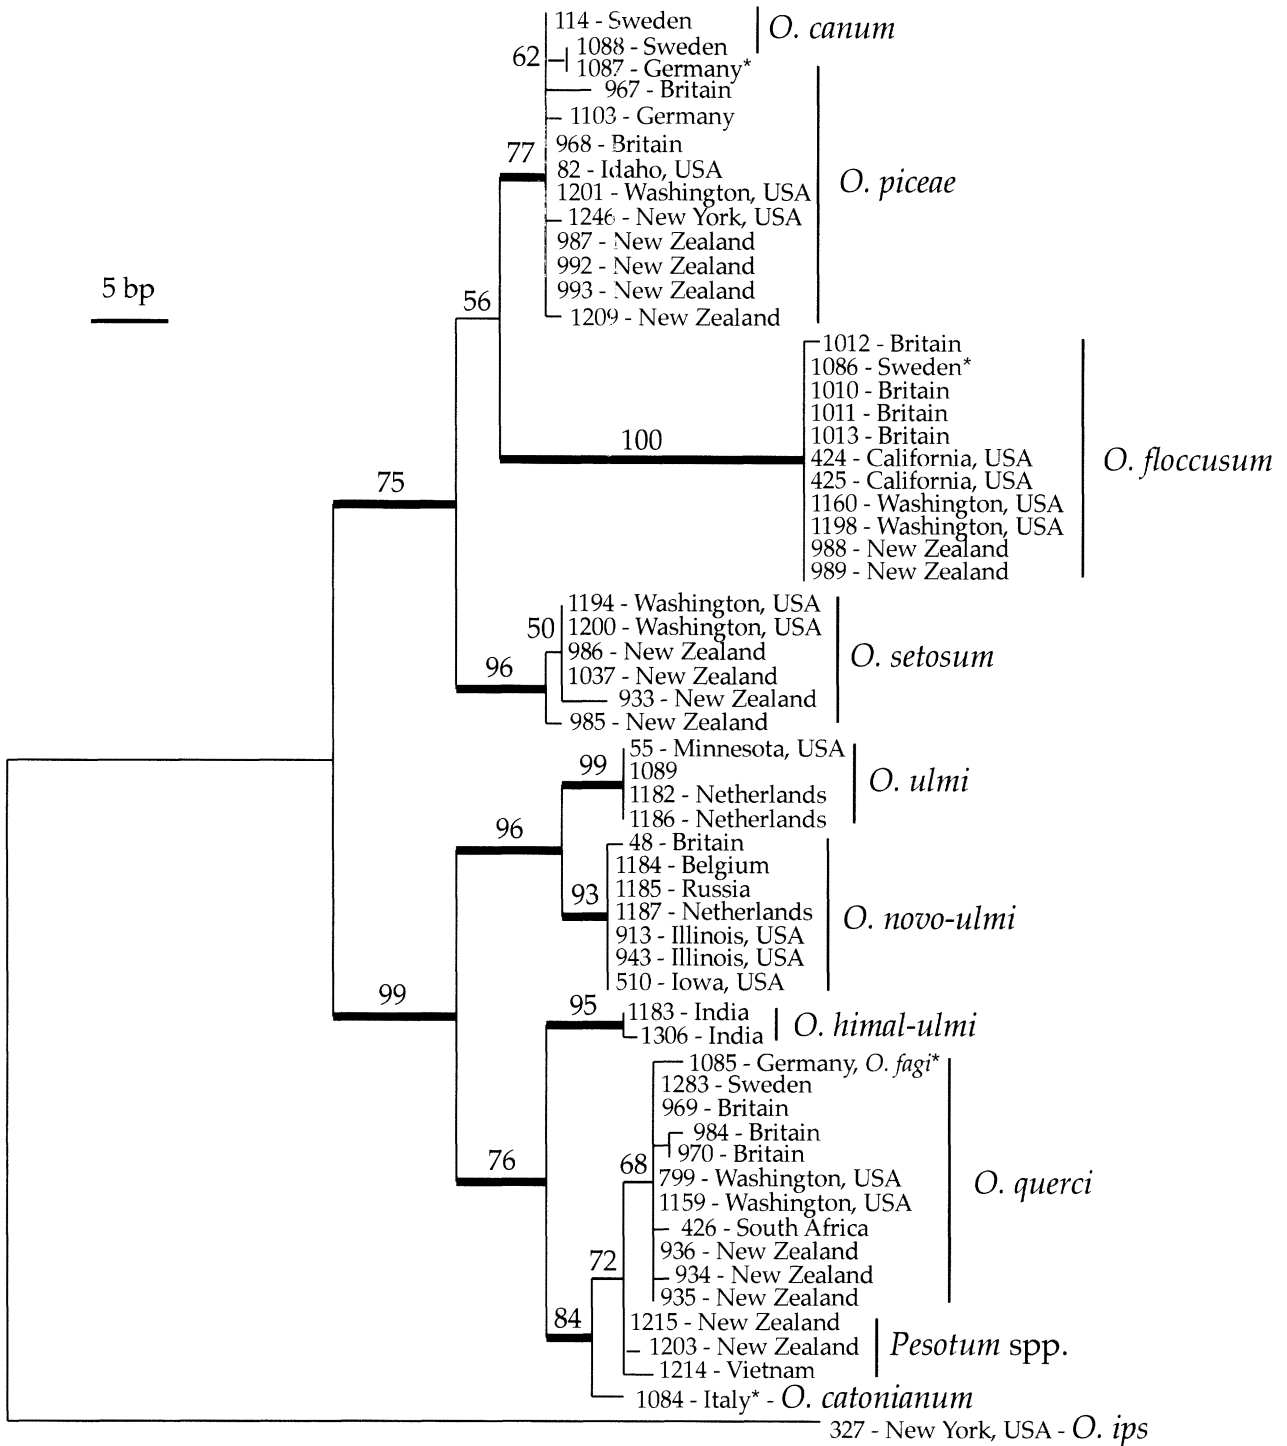 114 - Sweden
O. canum
62
1088 - Sweden
1087 - Germany*
967 - Britain
1103 - Germany
968 - Britain
77
82 - Idaho, USA
1201 - Washington, USA
O. piceae
1246 - New York, USA
987 - New Zealand
992 - New Zealand
5 bp
993 - New Zealand
56
1209 - New Zealand
1012 - Britain
1086 - Sweden*
1010 - Britain
1011 - Britain
1013 - Britain
100
424 - California, USA
O. floccusum
425 - California, USA
75
1160 - Washington, USA
1198 - Washington, USA
988 - New Zealand
989 - New Zealand
1194 - Washington, USA
50
1200 - Washington, USA
986 - New Zealand
O. setosum
96
1037 - New Zealand
933 - New Zealand
985 - New Zealand
55 - Minnesota, USA
99
1089
O. ulmi
1182 - Netherlands
1186 - Netherlands
96
48 - Britain
1184 - Belgium
1185 - Russia
93
1187 - Netherlands
O. novo-ulmi
913 - Illinois, USA
943 - Illinois, USA
510 - Iowa, USA
99
95
1183 - India
O. himal-ulmi
1306 - India
1085 - Germany, O. fagi*
1283 - Sweden
969 - Britain
984 - Britain
970 - Britain
76
68
799 - Washington, USA
O. querci
1159 - Washington, USA
426 - South Africa
936 - New Zealand
72
934 - New Zealand
935 - New Zealand
84
1215 - New Zealand
1203 - New Zealand
Pesotum spp.
1214 - Vietnam
1084 - Italy* - O. catonianum
327 - New York, USA - O. ips